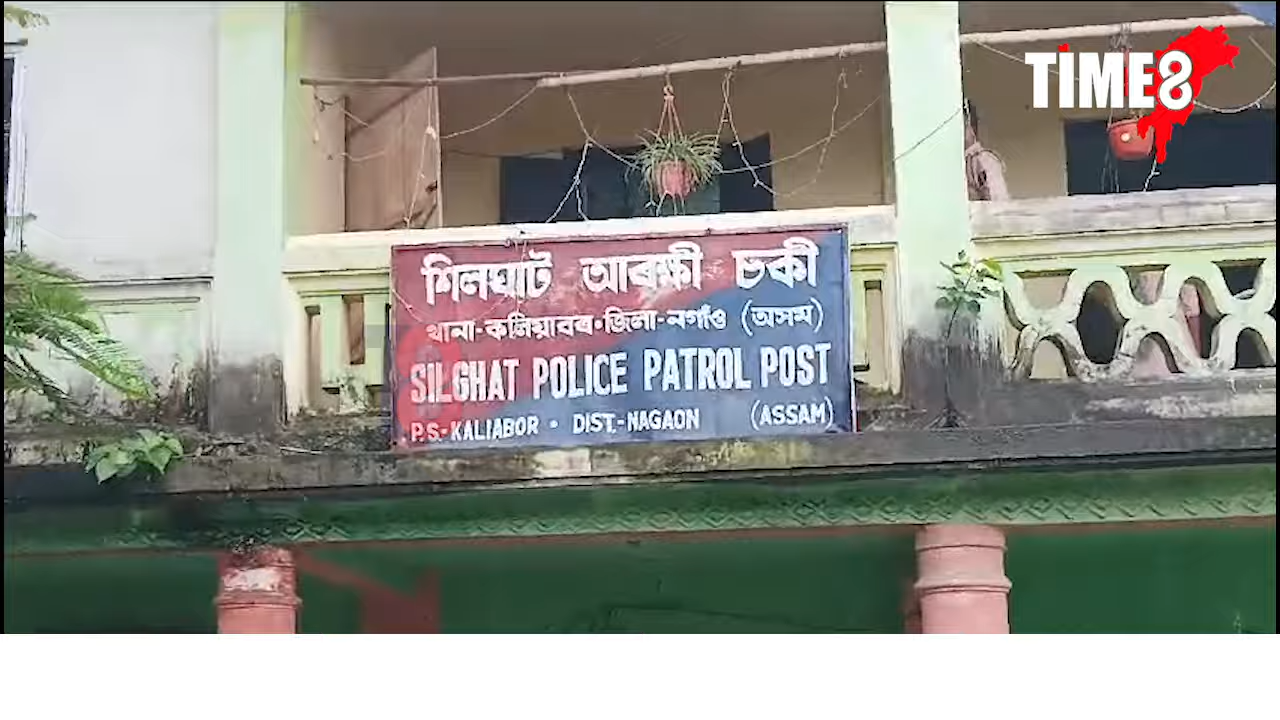 TIME8
শিলঘাট আৰক্ষী চকী
থানা-কলিয়াবৰ•জিলা-নগাঁও (অসম)
SILGHAT POLICE PATROL POST
P.S:- KALIABOR • DIST:-NAGAON (ASSAM)